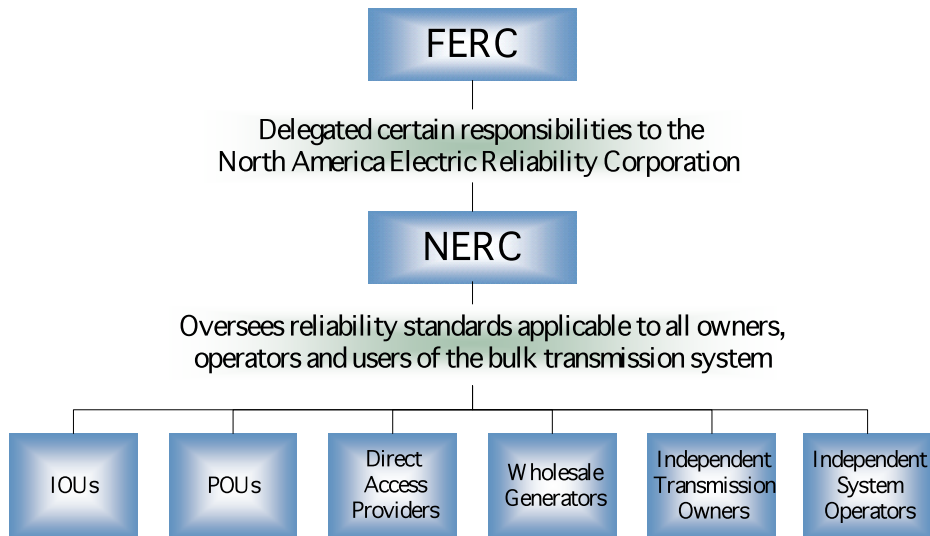 FERC
Delegated certain responsibilities to the
North America Electric Reliability Corporation
NERC
Oversees reliability standards applicable to all owners,
operators and users of the bulk transmission system
IOUs
POUs
Direct
Access
Providers
Wholesale
Generators
Independent
Transmission
Owners
Independent
System
Operators